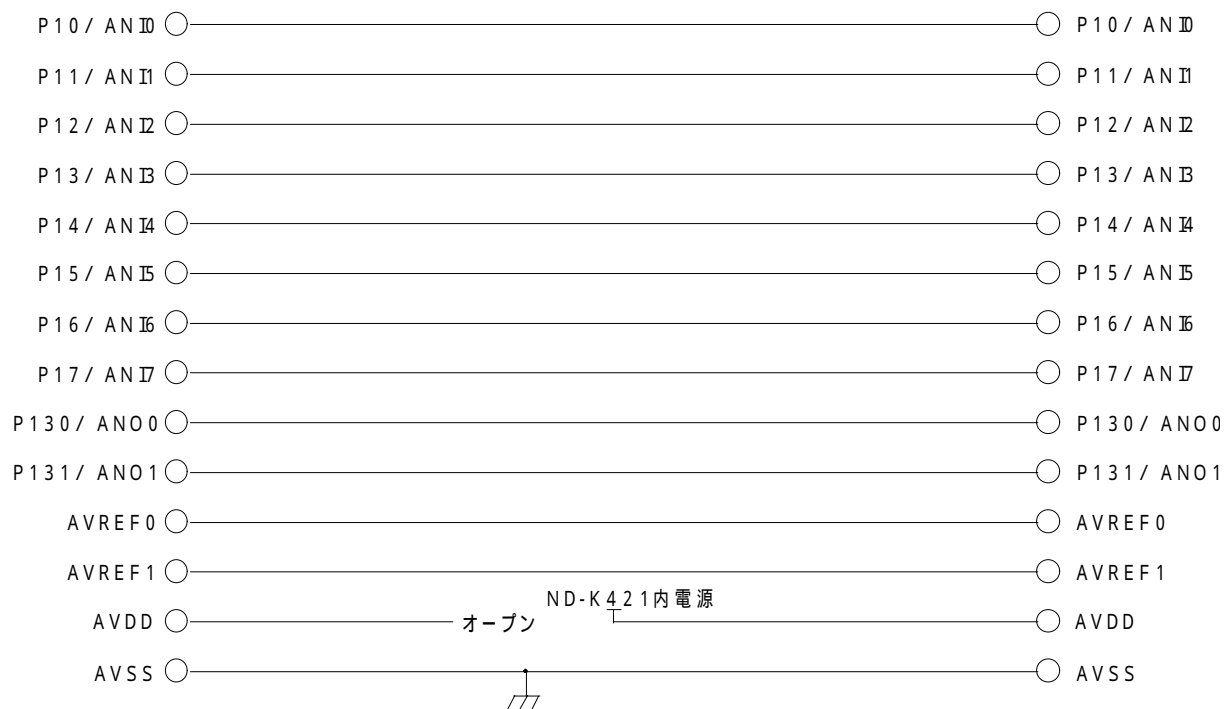 P10/ANI0 P10/ANI0
P11/ANI1 P11/ANI1
P12/ANI2 P12/ANI2
P13/ANI3 P13/ANI3
P14/ANI4 P14/ANI4
P15/ANI5 P15/ANI5
P16/ANI6 P16/ANI6
P17/ANI7 P17/ANI7
P130/ANO0 P130/ANO0
P131/ANO1 P131/ANO1
AVREF0 AVREF0
AVREF1 AVREF1
ND-K421内電源
AVDD オープン AVDD
AVSS AVSS